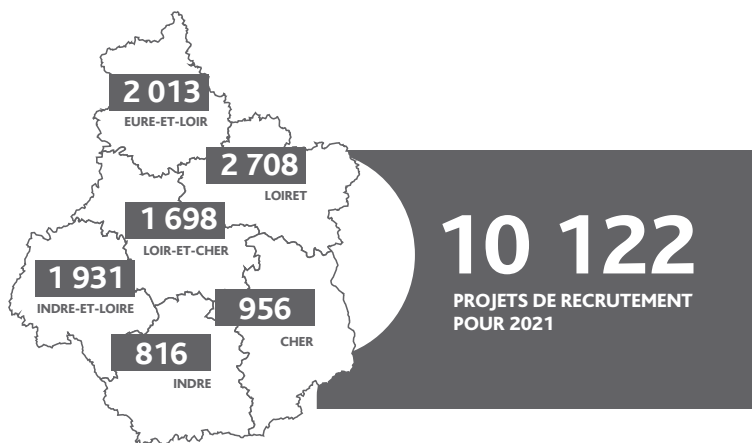 2 013
EURE-ET-LOIR
2 708
LOIRET
1 698
LOIR-ET-CHER
1 931
INDRE-ET-LOIRE
956
CHER
816
INDRE
10 122
PROJETS DE RECRUTEMENT
POUR 2021